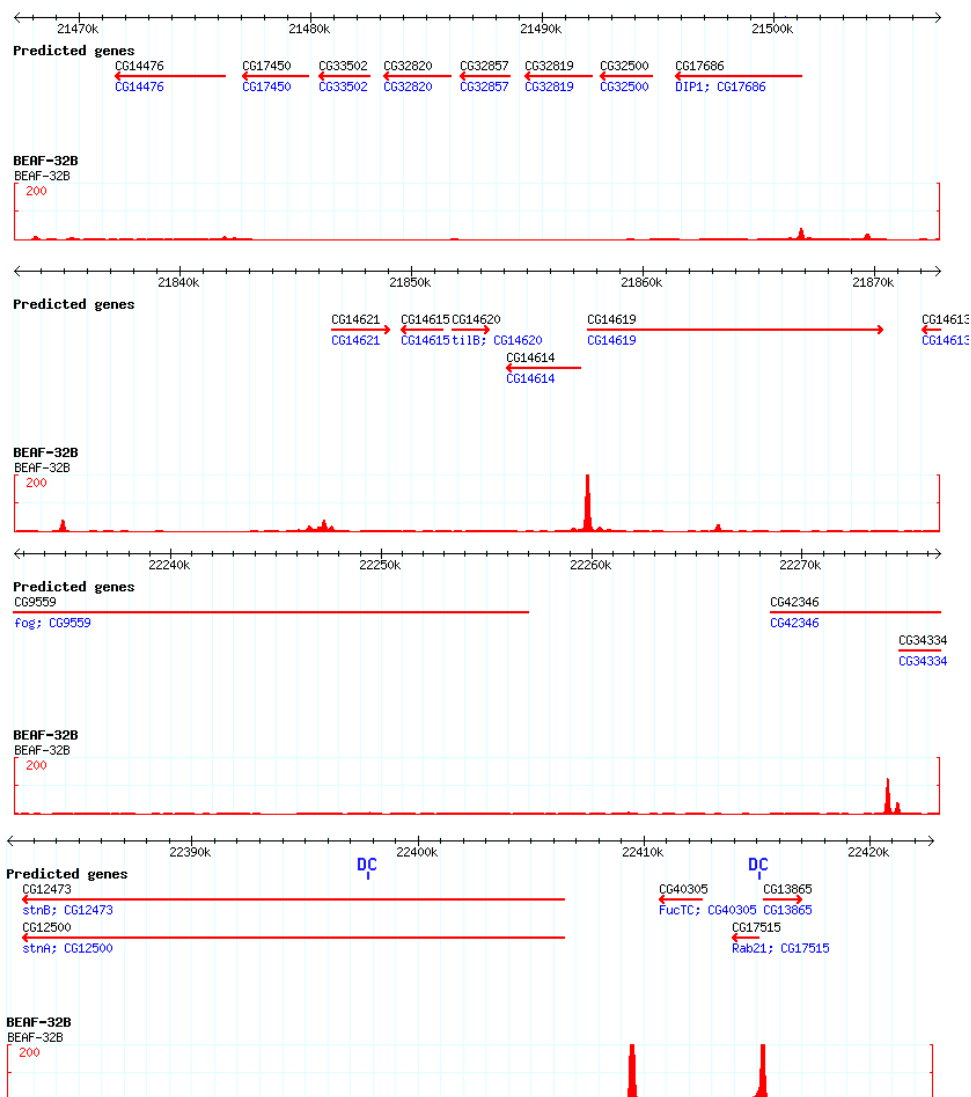 21470k 21480k 21490k 21500k
Predicted genes
CG14476 CG17450 CG33502 CG32820 CG32857 CG32819 CG32500 CG17686
CG14476 CG17450 CG33502 CG32820 CG32857 CG32819 CG32500 DIP1; CG17686
BEAF-32B
BEAF-32B
200
21840k 21850k 21860k 21870k
Predicted genes
CG14621 CG14615 CG14620 CG14619 CG14613
CG14621 CG14615 tilB; CG14620 CG14619 CG14613
CG14614
CG14614
BEAF-32B
BEAF-32B
200
22240k 22250k 22260k 22270k
Predicted genes
CG9559 CG42346
fog; CG9559 CG42346
CG34334
CG34334
BEAF-32B
BEAF-32B
200
22390k 22400k 22410k 22420k
DC DC
Predicted genes
CG12473 CG40305 CG13865
stnB; CG12473 FucTC; CG40305 CG13865
CG12500 CG17515
stnA; CG12500 Rab21; CG17515
BEAF-32B
BEAF-32B
200